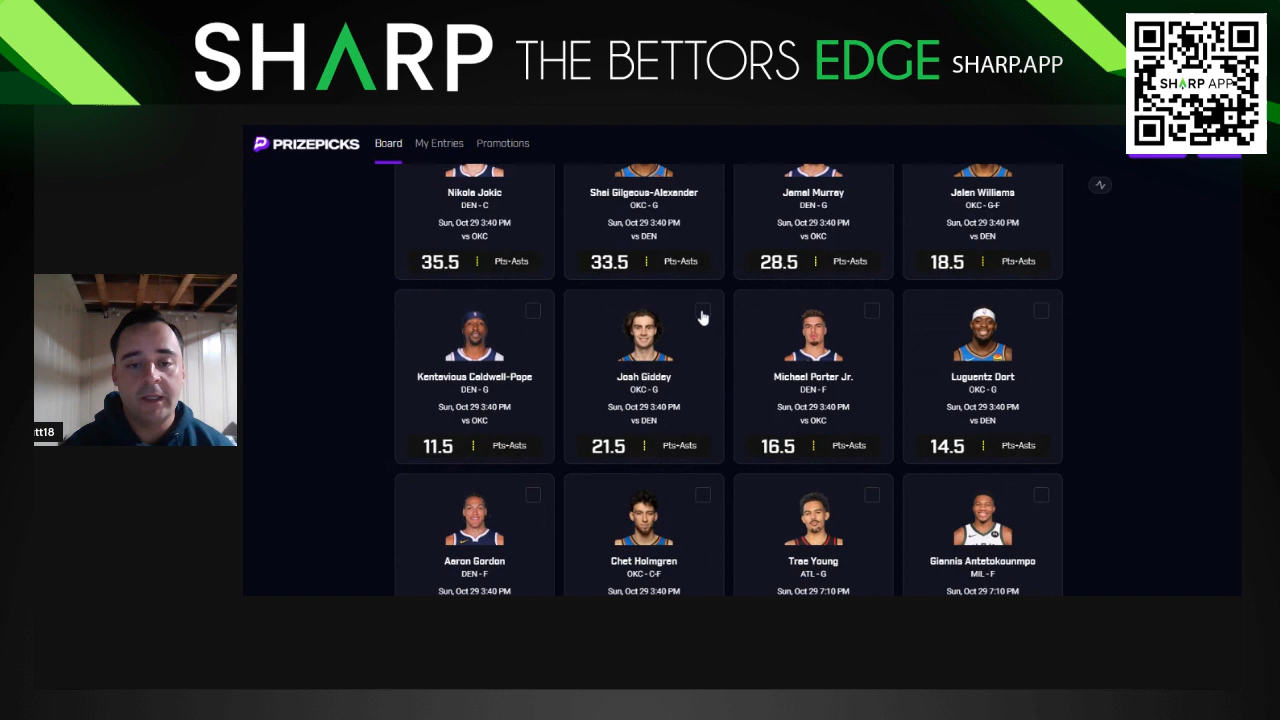 SHARP THE BETTORS EDGE SHARP.APP
SHARP APP
PRIZEPICKS Board My Entries Promotions
Nikola Jokic Shai Gilgeous-Alexander Jamal Murray Jalen Williams
DEN - C OKC - G DEN - G OKC - G-F
Sun, Oct 29 3:40 PM Sun, Oct 29 3:40 PM Sun, Oct 29 3:40 PM Sun, Oct 29 3:40 PM
vs OKC vs DEN vs OKC vs DEN
35.5 Pts+Asts 33.5 Pts+Asts 28.5 Pts+Asts 18.5 Pts+Asts
Kentavious Caldwell-Pope Josh Giddey Michael Porter Jr. Luguentz Dort
DEN - G OKC - G DEN - F OKC - G
Sun, Oct 29 3:40 PM Sun, Oct 29 3:40 PM Sun, Oct 29 3:40 PM Sun, Oct 29 3:40 PM
vs OKC vs DEN vs OKC vs DEN
tt18
11.5 Pts+Asts 21.5 Pts+Asts 16.5 Pts+Asts 14.5 Pts+Asts
Aaron Gordon Chet Holmgren Trae Young Giannis Antetokounmpo
DEN - F OKC - C-F ATL - G MIL - F
Sun, Oct 29 3:40 PM Sun, Oct 29 3:40 PM Sun, Oct 29 7:10 PM Sun, Oct 29 7:10 PM